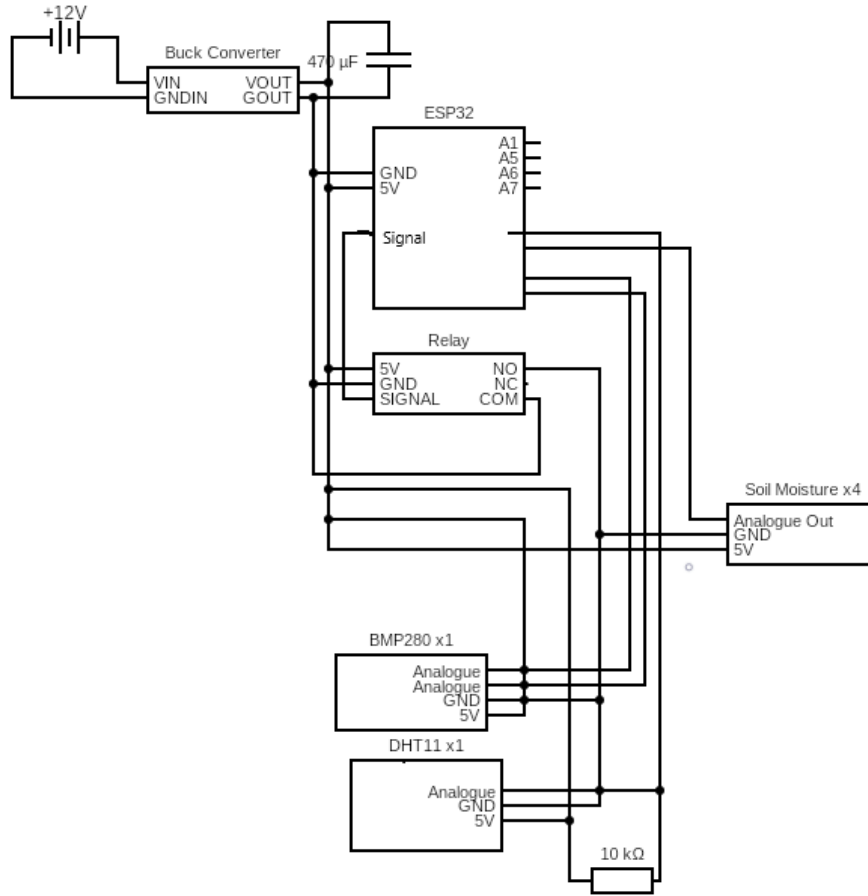 +12V
Buck Converter
VIN VOUT
GNDIN GOUT
470 µF
ESP32
A1
A5
A6
A7
GND
5V
Signal
Relay
5V NO
GND NC
SIGNAL COM
Soil Moisture x4
Analogue Out
GND
5V
BMP280 x1
Analogue
Analogue
GND
5V
DHT11 x1
Analogue
GND
5V
10 kΩ